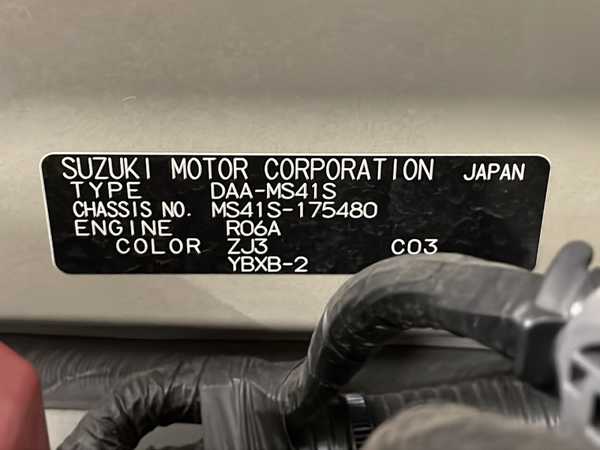 SUZUKI MOTOR CORPORATION JAPAN
TYPE DAA-MS41S
CHASSIS NO. MS41S-175480
ENGINE R06A
COLOR ZJ3 C03
YBXB-2